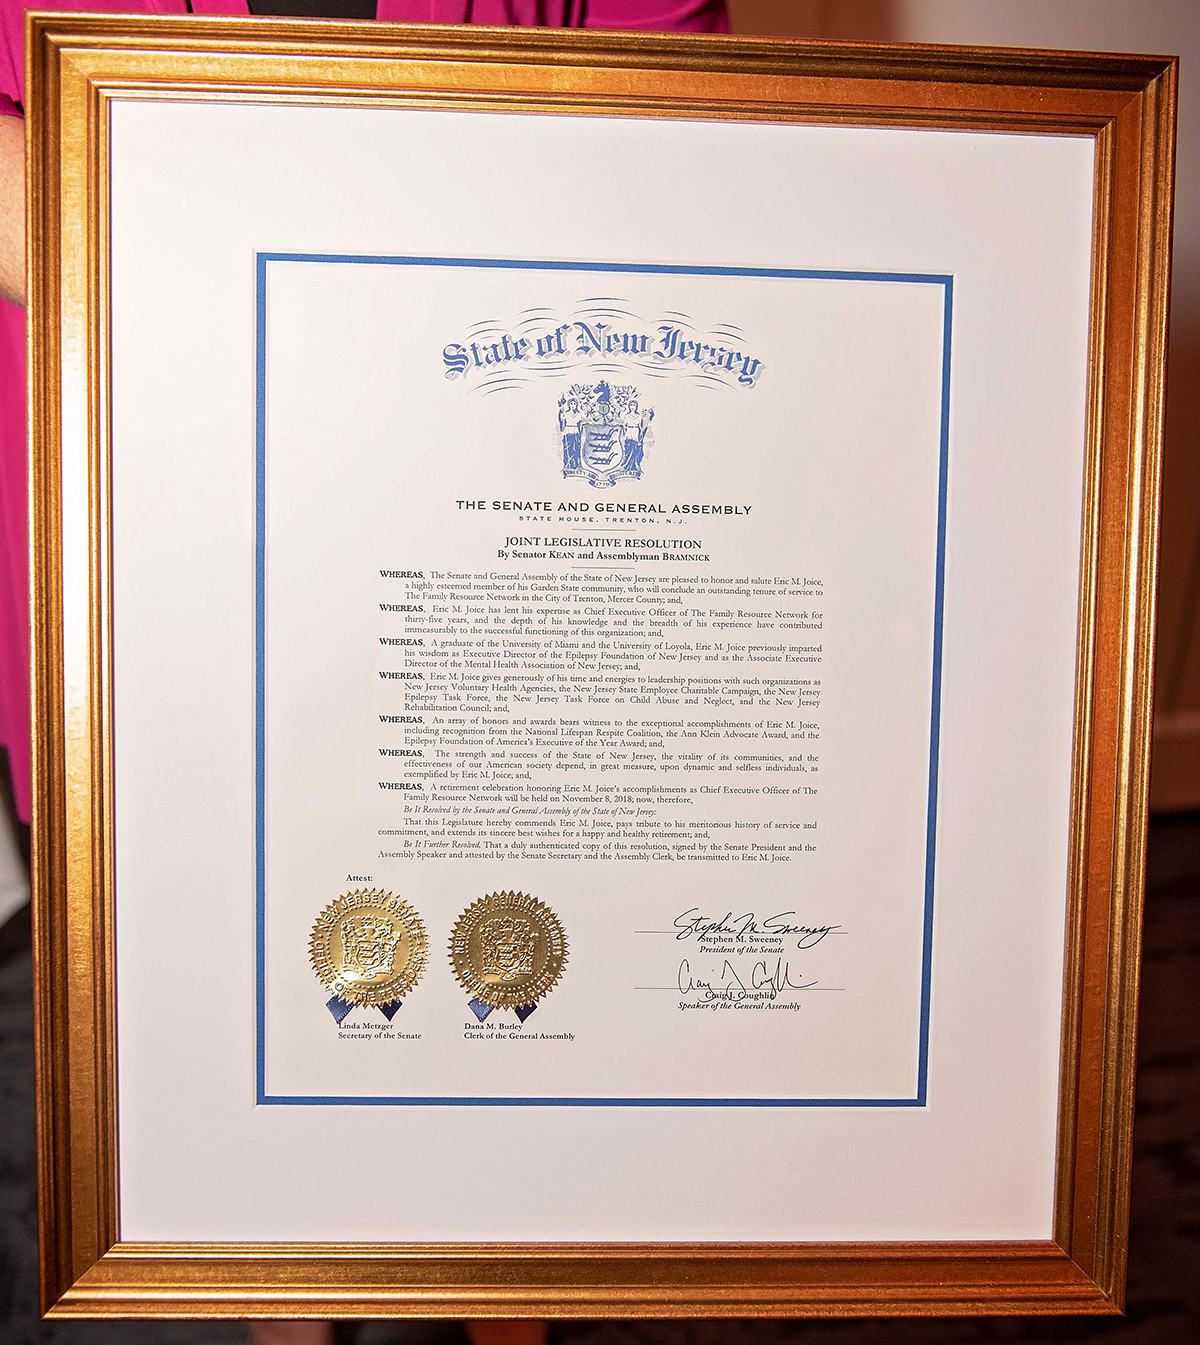 State of New Jersey
LIBERTY AND PROSPERITY
1776
THE SENATE AND GENERAL ASSEMBLY
STATE HOUSE, TRENTON, N.J.
JOINT LEGISLATIVE RESOLUTION
By Senator KEAN and Assemblyman BRAMNICK
WHEREAS, The Senate and General Assembly of the State of New Jersey are pleased to honor and salute Eric M. Joice,
a highly esteemed member of his Garden State community, who will conclude an outstanding tenure of service to
The Family Resource Network in the City of Trenton, Mercer County; and,
WHEREAS, Eric M. Joice has lent his expertise as Chief Executive Officer of The Family Resource Network for
thirty-five years, and the depth of his knowledge and the breadth of his experience have contributed
immeasurably to the successful functioning of this organization; and,
WHEREAS, A graduate of the University of Miami and the University of Loyola, Eric M. Joice previously imparted
his wisdom as Executive Director of the Epilepsy Foundation of New Jersey and as the Associate Executive
Director of the Mental Health Association of New Jersey; and,
WHEREAS, Eric M. Joice gives generously of his time and energies to leadership positions with such organizations as
New Jersey Voluntary Health Agencies, the New Jersey State Employee Charitable Campaign, the New Jersey
Epilepsy Task Force, the New Jersey Task Force on Child Abuse and Neglect, and the New Jersey
Rehabilitation Council; and,
WHEREAS, An array of honors and awards bears witness to the exceptional accomplishments of Eric M. Joice,
including recognition from the National Lifespan Respite Coalition, the Ann Klein Advocate Award, and the
Epilepsy Foundation of America's Executive of the Year Award; and,
WHEREAS, The strength and success of the State of New Jersey, the vitality of its communities, and the
effectiveness of our American society depend, in great measure, upon dynamic and selfless individuals, as
exemplified by Eric M. Joice; and,
WHEREAS, A retirement celebration honoring Eric M. Joice's accomplishments as Chief Executive Officer of The
Family Resource Network will be held on November 8, 2018; now, therefore,
Be It Resolved by the Senate and General Assembly of the State of New Jersey:
That this Legislature hereby commends Eric M. Joice, pays tribute to his meritorious history of service and
commitment, and extends its sincere best wishes for a happy and healthy retirement; and,
Be It Further Resolved, That a duly authenticated copy of this resolution, signed by the Senate President and the
Assembly Speaker and attested by the Senate Secretary and the Assembly Clerk, be transmitted to Eric M. Joice.
Attest:
NEW JERSEY SENATE
OFFICE OF THE PRESIDENT
NEW JERSEY GENERAL ASSEMBLY
Linda Metzger
Secretary of the Senate
Dana M. Burley
Clerk of the General Assembly
Stephen M. Sweeney
Stephen M. Sweeney
President of the Senate
Craig J. Coughlin
Craig J. Coughlin
Speaker of the General Assembly